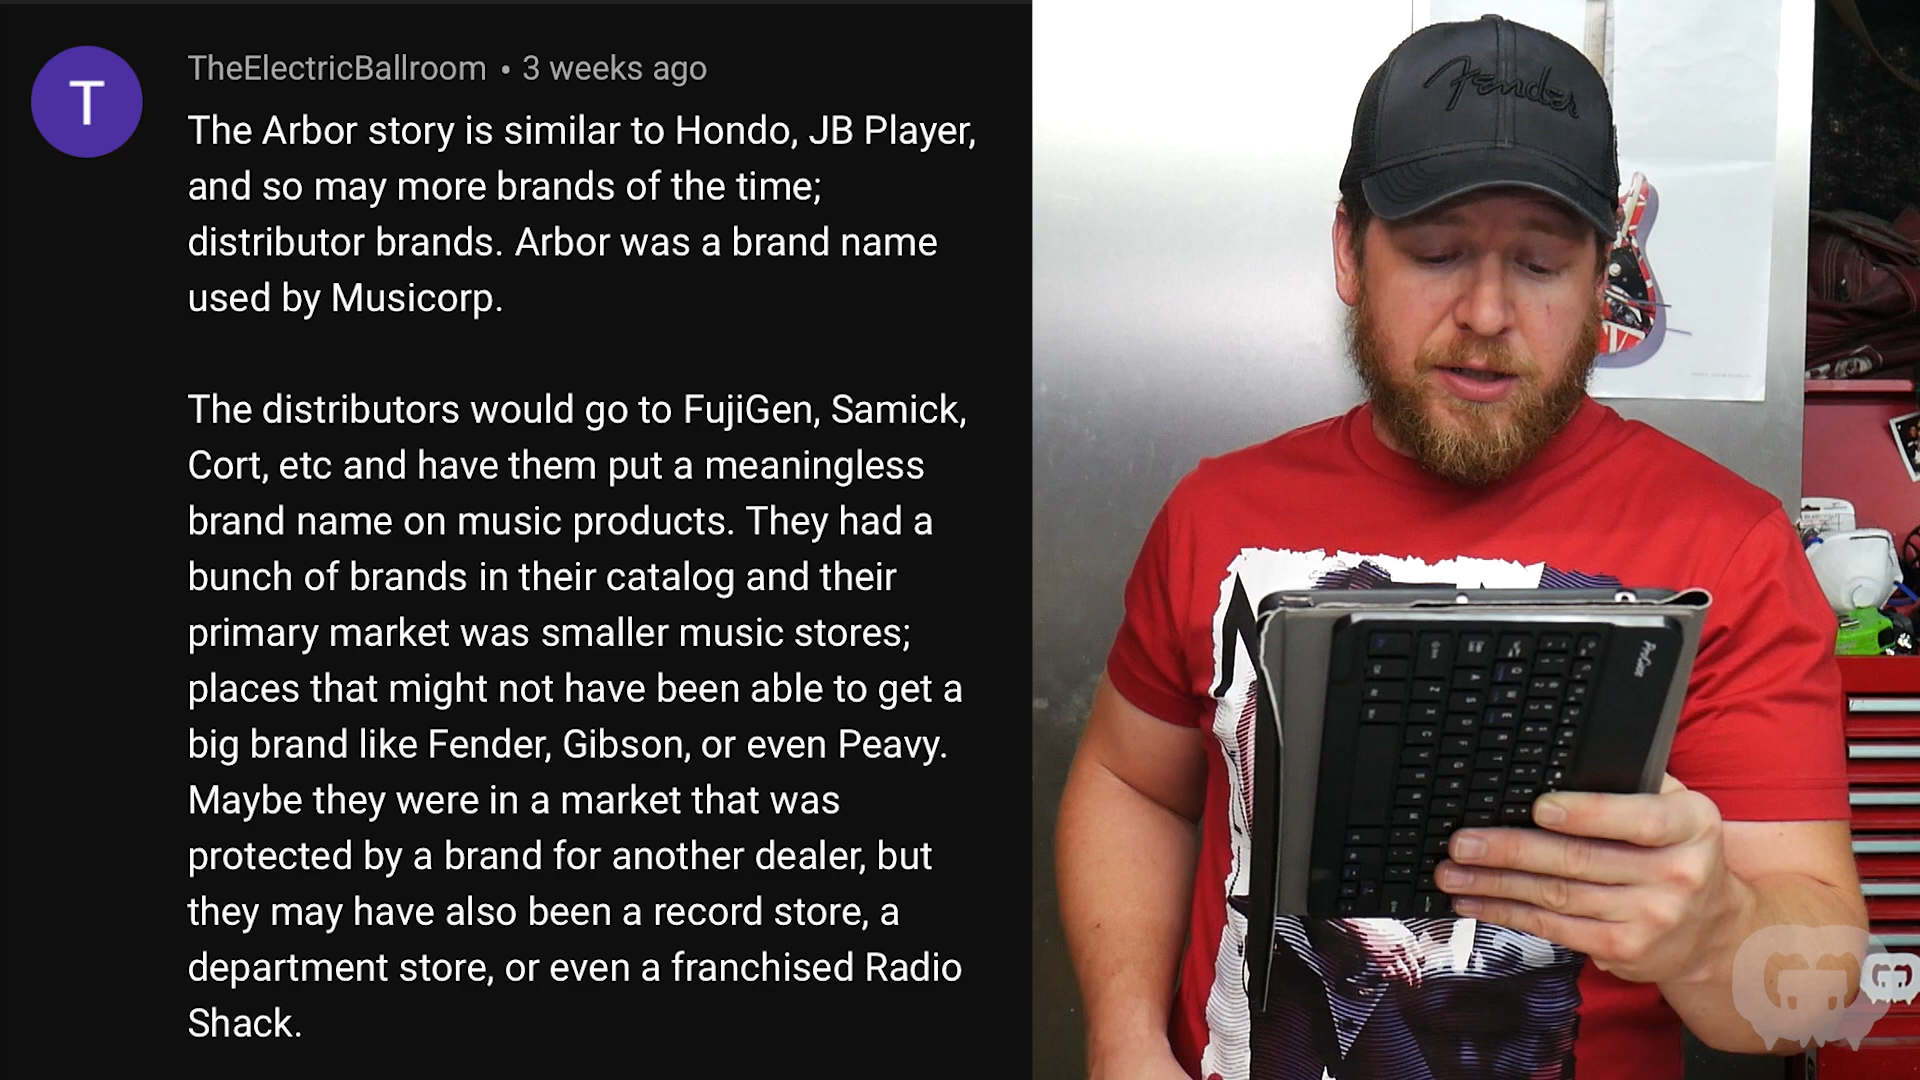 T
TheElectricBallroom • 3 weeks ago
The Arbor story is similar to Hondo, JB Player,
and so may more brands of the time;
distributor brands. Arbor was a brand name
used by Musicorp.
The distributors would go to FujiGen, Samick,
Cort, etc and have them put a meaningless
brand name on music products. They had a
bunch of brands in their catalog and their
primary market was smaller music stores;
places that might not have been able to get a
big brand like Fender, Gibson, or even Peavy.
Maybe they were in a market that was
protected by a brand for another dealer, but
they may have also been a record store, a
department store, or even a franchised Radio
Shack.
Fender
ProCase